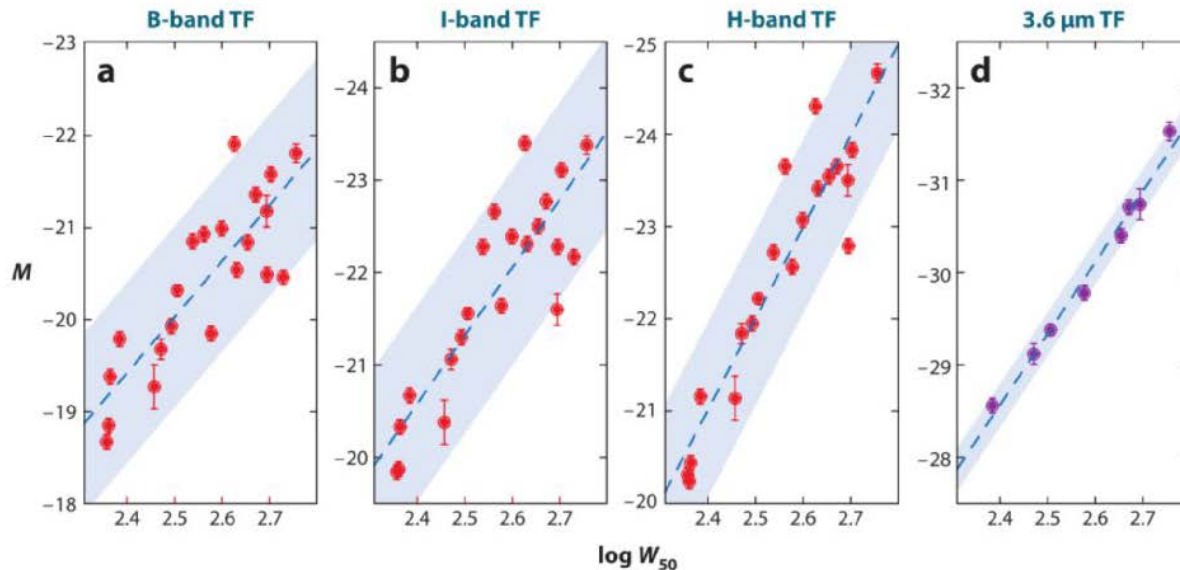 B-band TF
I-band TF
H-band TF
3.6 μm TF
a
b
c
d
M
−23
−22
−21
−20
−19
−18
−24
−23
−22
−21
−20
−25
−24
−23
−22
−21
−20
−32
−31
−30
−29
−28
2.4 2.5 2.6 2.7
2.4 2.5 2.6 2.7
2.4 2.5 2.6 2.7
2.4 2.5 2.6 2.7
log W50